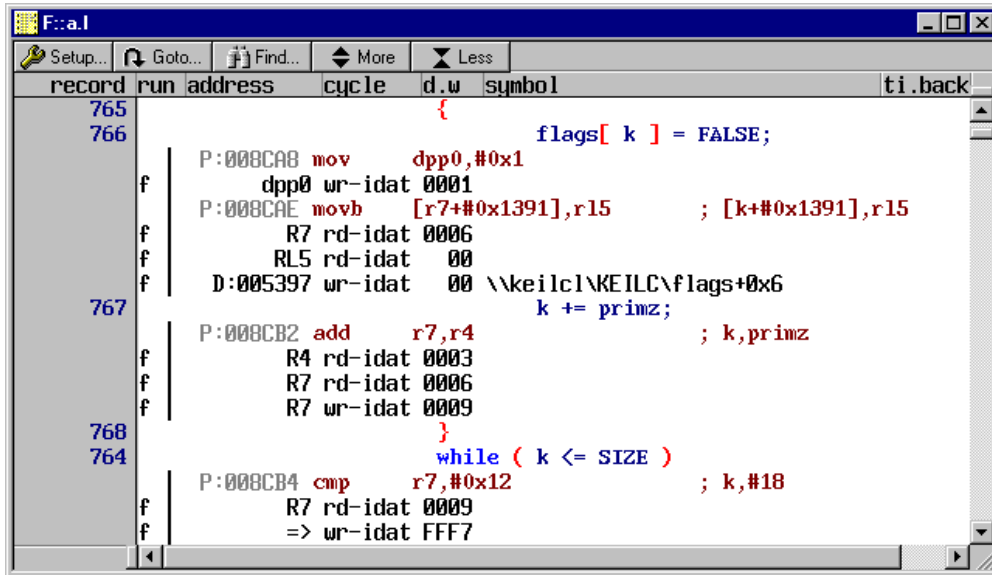 F::a.l
Setup... Goto... Find... More Less
record run address cycle d.w symbol ti.back
765 {
766 flags[ k ] = FALSE;
P:008CA8 mov dpp0,#0x1
f dpp0 wr-idat 0001
P:008CAE movb [r7+#0x1391],rl5 ; [k+#0x1391],rl5
f R7 rd-idat 0006
f RL5 rd-idat 00
f D:005397 wr-idat 00 \\keilcl\KEILC\flags+0x6
767 k += primz;
P:008CB2 add r7,r4 ; k,primz
f R4 rd-idat 0003
f R7 rd-idat 0006
f R7 wr-idat 0009
768 }
764 while ( k <= SIZE )
P:008CB4 cmp r7,#0x12 ; k,#18
f R7 rd-idat 0009
f => wr-idat FFF7